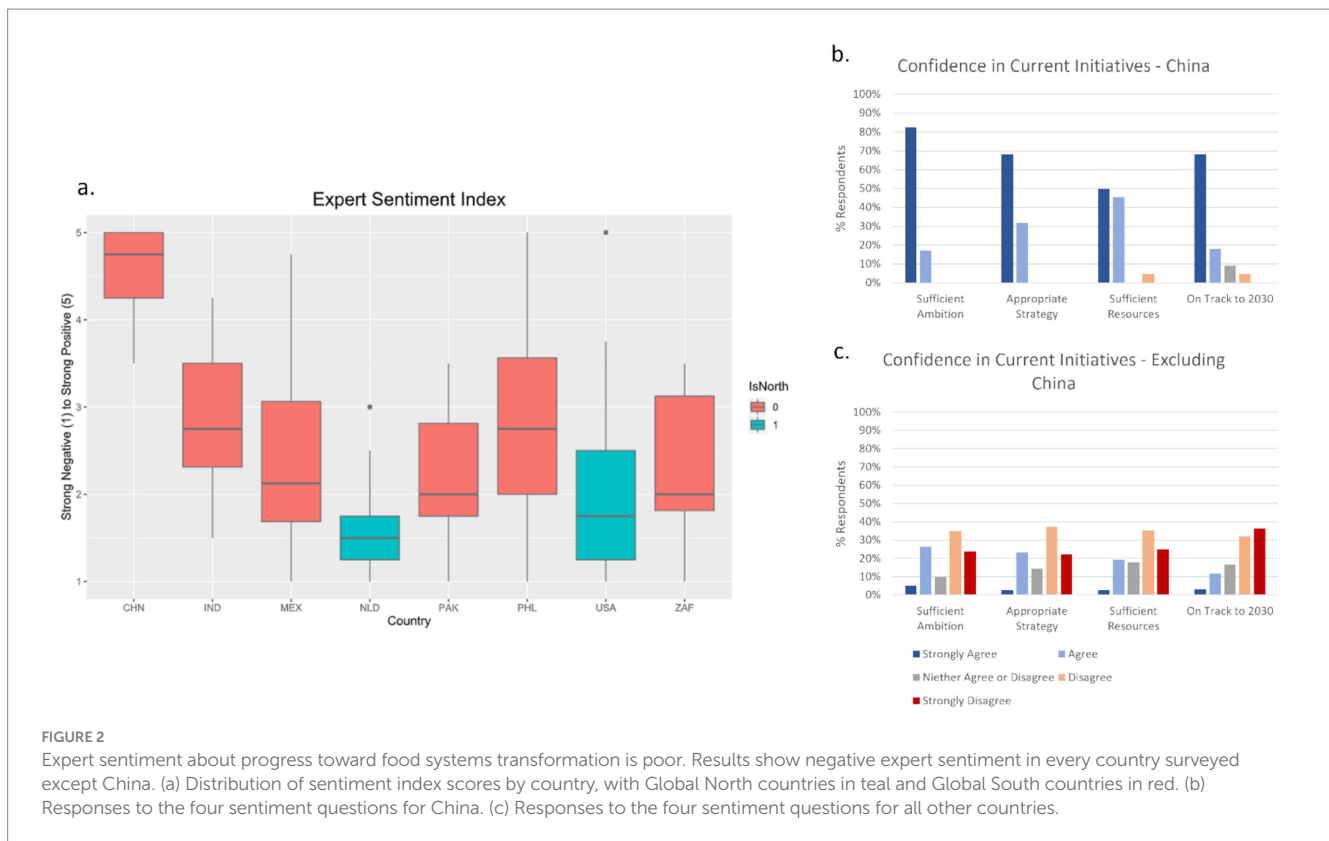 a.
Expert Sentiment Index
Strong Negative (1) to Strong Positive (5)
5
4
3
2
1
CHN IND MEX NLD PAK PHL USA ZAF
Country
IsNorth
0
1
b.
Confidence in Current Initiatives - China
% Respondents
100%
90%
80%
70%
60%
50%
40%
30%
20%
10%
0%
Sufficient Ambition
Appropriate Strategy
Sufficient Resources
On Track to 2030
c.
Confidence in Current Initiatives - Excluding
China
% Respondents
100%
90%
80%
70%
60%
50%
40%
30%
20%
10%
0%
Sufficient Ambition
Appropriate Strategy
Sufficient Resources
On Track to 2030
Strongly Agree Agree
Niether Agree or Disagree Disagree
Strongly Disagree
FIGURE 2
Expert sentiment about progress toward food systems transformation is poor. Results show negative expert sentiment in every country surveyed
except China. (a) Distribution of sentiment index scores by country, with Global North countries in teal and Global South countries in red. (b)
Responses to the four sentiment questions for China. (c) Responses to the four sentiment questions for all other countries.